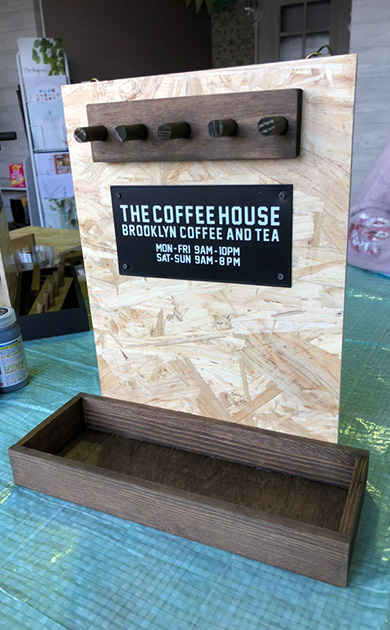 THE COFFEE HOUSE
BROOKLYN COFFEE AND TEA
MON-FRI 9AM-10PM
SAT-SUN 9AM-8PM